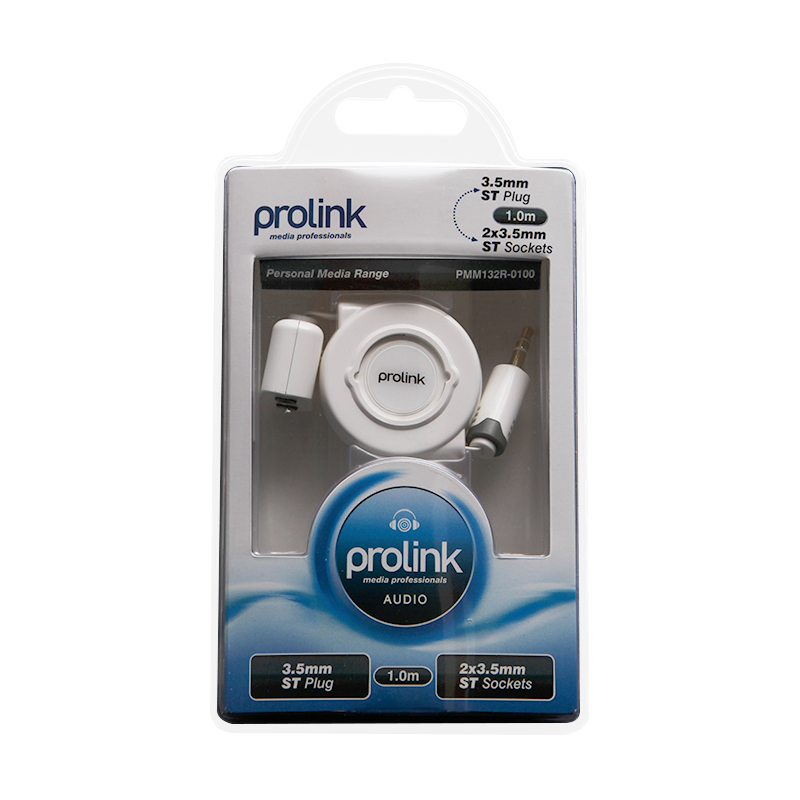 prolink
media professionals
3.5mm
ST Plug
1.0m
2x3.5mm
ST Sockets
Personal Media Range PMM132R-0100
prolink
prolink
media professionals
AUDIO
3.5mm
ST Plug
1.0m
2x3.5mm
ST Sockets